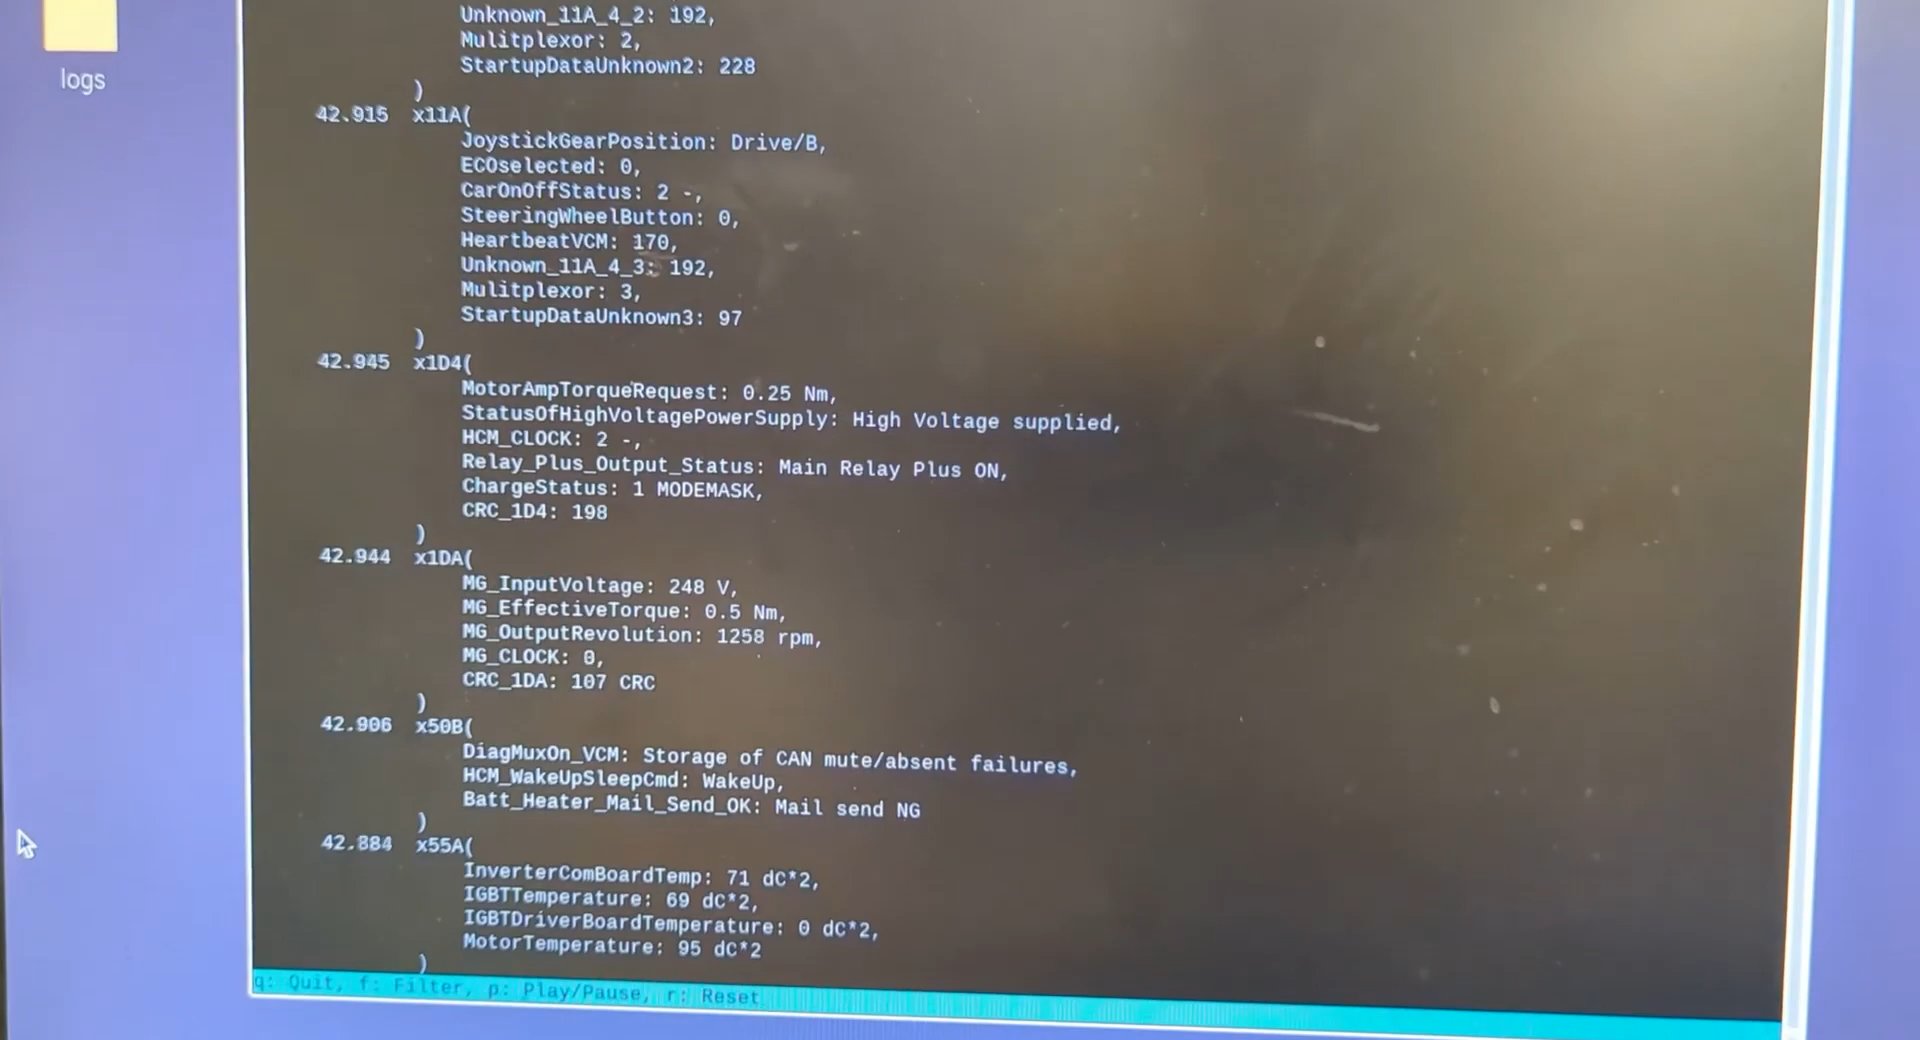 logs
Unknown_11A_4_2: 192,
Mulitplexor: 2,
StartupDataUnknown2: 228
)
42.915 x11A(
JoystickGearPosition: Drive/B,
ECOselected: 0,
CarOnOffStatus: 2 -,
SteeringWheelButton: 0,
HeartbeatVCM: 170,
Unknown_11A_4_3: 192,
Mulitplexor: 3,
StartupDataUnknown3: 97
)
42.945 x1D4(
MotorAmpTorqueRequest: 0.25 Nm,
StatusOfHighVoltagePowerSupply: High Voltage supplied,
HCM_CLOCK: 2 -,
Relay_Plus_Output_Status: Main Relay Plus ON,
ChargeStatus: 1 MODEMASK,
CRC_1D4: 198
)
42.944 x1DA(
MG_InputVoltage: 248 V,
MG_EffectiveTorque: 0.5 Nm,
MG_OutputRevolution: 1258 rpm,
MG_CLOCK: 0,
CRC_1DA: 107 CRC
)
42.906 x50B(
DiagMuxOn_VCM: Storage of CAN mute/absent failures,
HCM_WakeUpSleepCmd: WakeUp,
Batt_Heater_Mail_Send_OK: Mail send NG
)
42.884 x55A(
InverterComBoardTemp: 71 dC*2,
IGBTTemperature: 69 dC*2,
IGBTDriverBoardTemperature: 0 dC*2,
MotorTemperature: 95 dC*2
)
q: Quit, f: Filter, p: Play/Pause, r: Reset